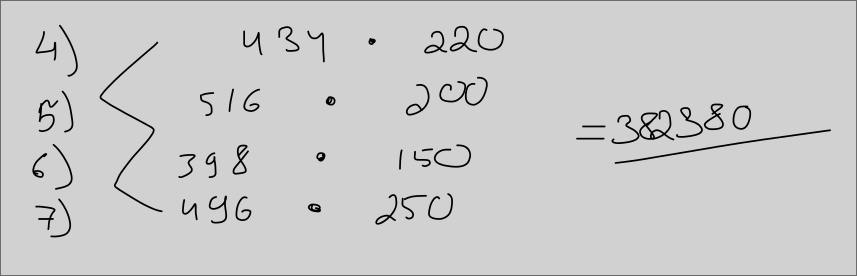 4) 434 · 220
5) 516 · 200
6) 398 · 150
7) 496 · 250
=382380